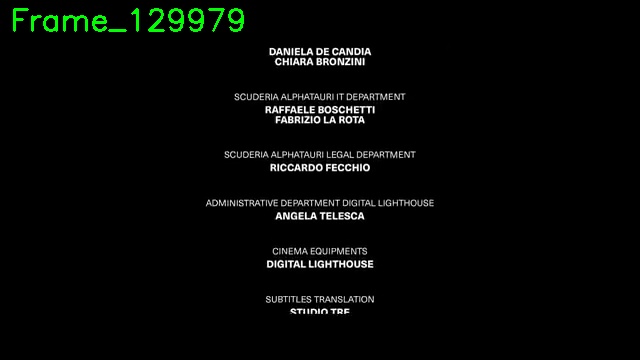 Frame_129979
DANIELA DE CANDIA
CHIARA BRONZINI
SCUDERIA ALPHATAURI IT DEPARTMENT
RAFFAELE BOSCHETTI
FABRIZIO LA ROTA
SCUDERIA ALPHATAURI LEGAL DEPARTMENT
RICCARDO FECCHIO
ADMINISTRATIVE DEPARTMENT DIGITAL LIGHTHOUSE
ANGELA TELESCA
CINEMA EQUIPMENTS
DIGITAL LIGHTHOUSE
SUBTITLES TRANSLATION
STUDIO TRE